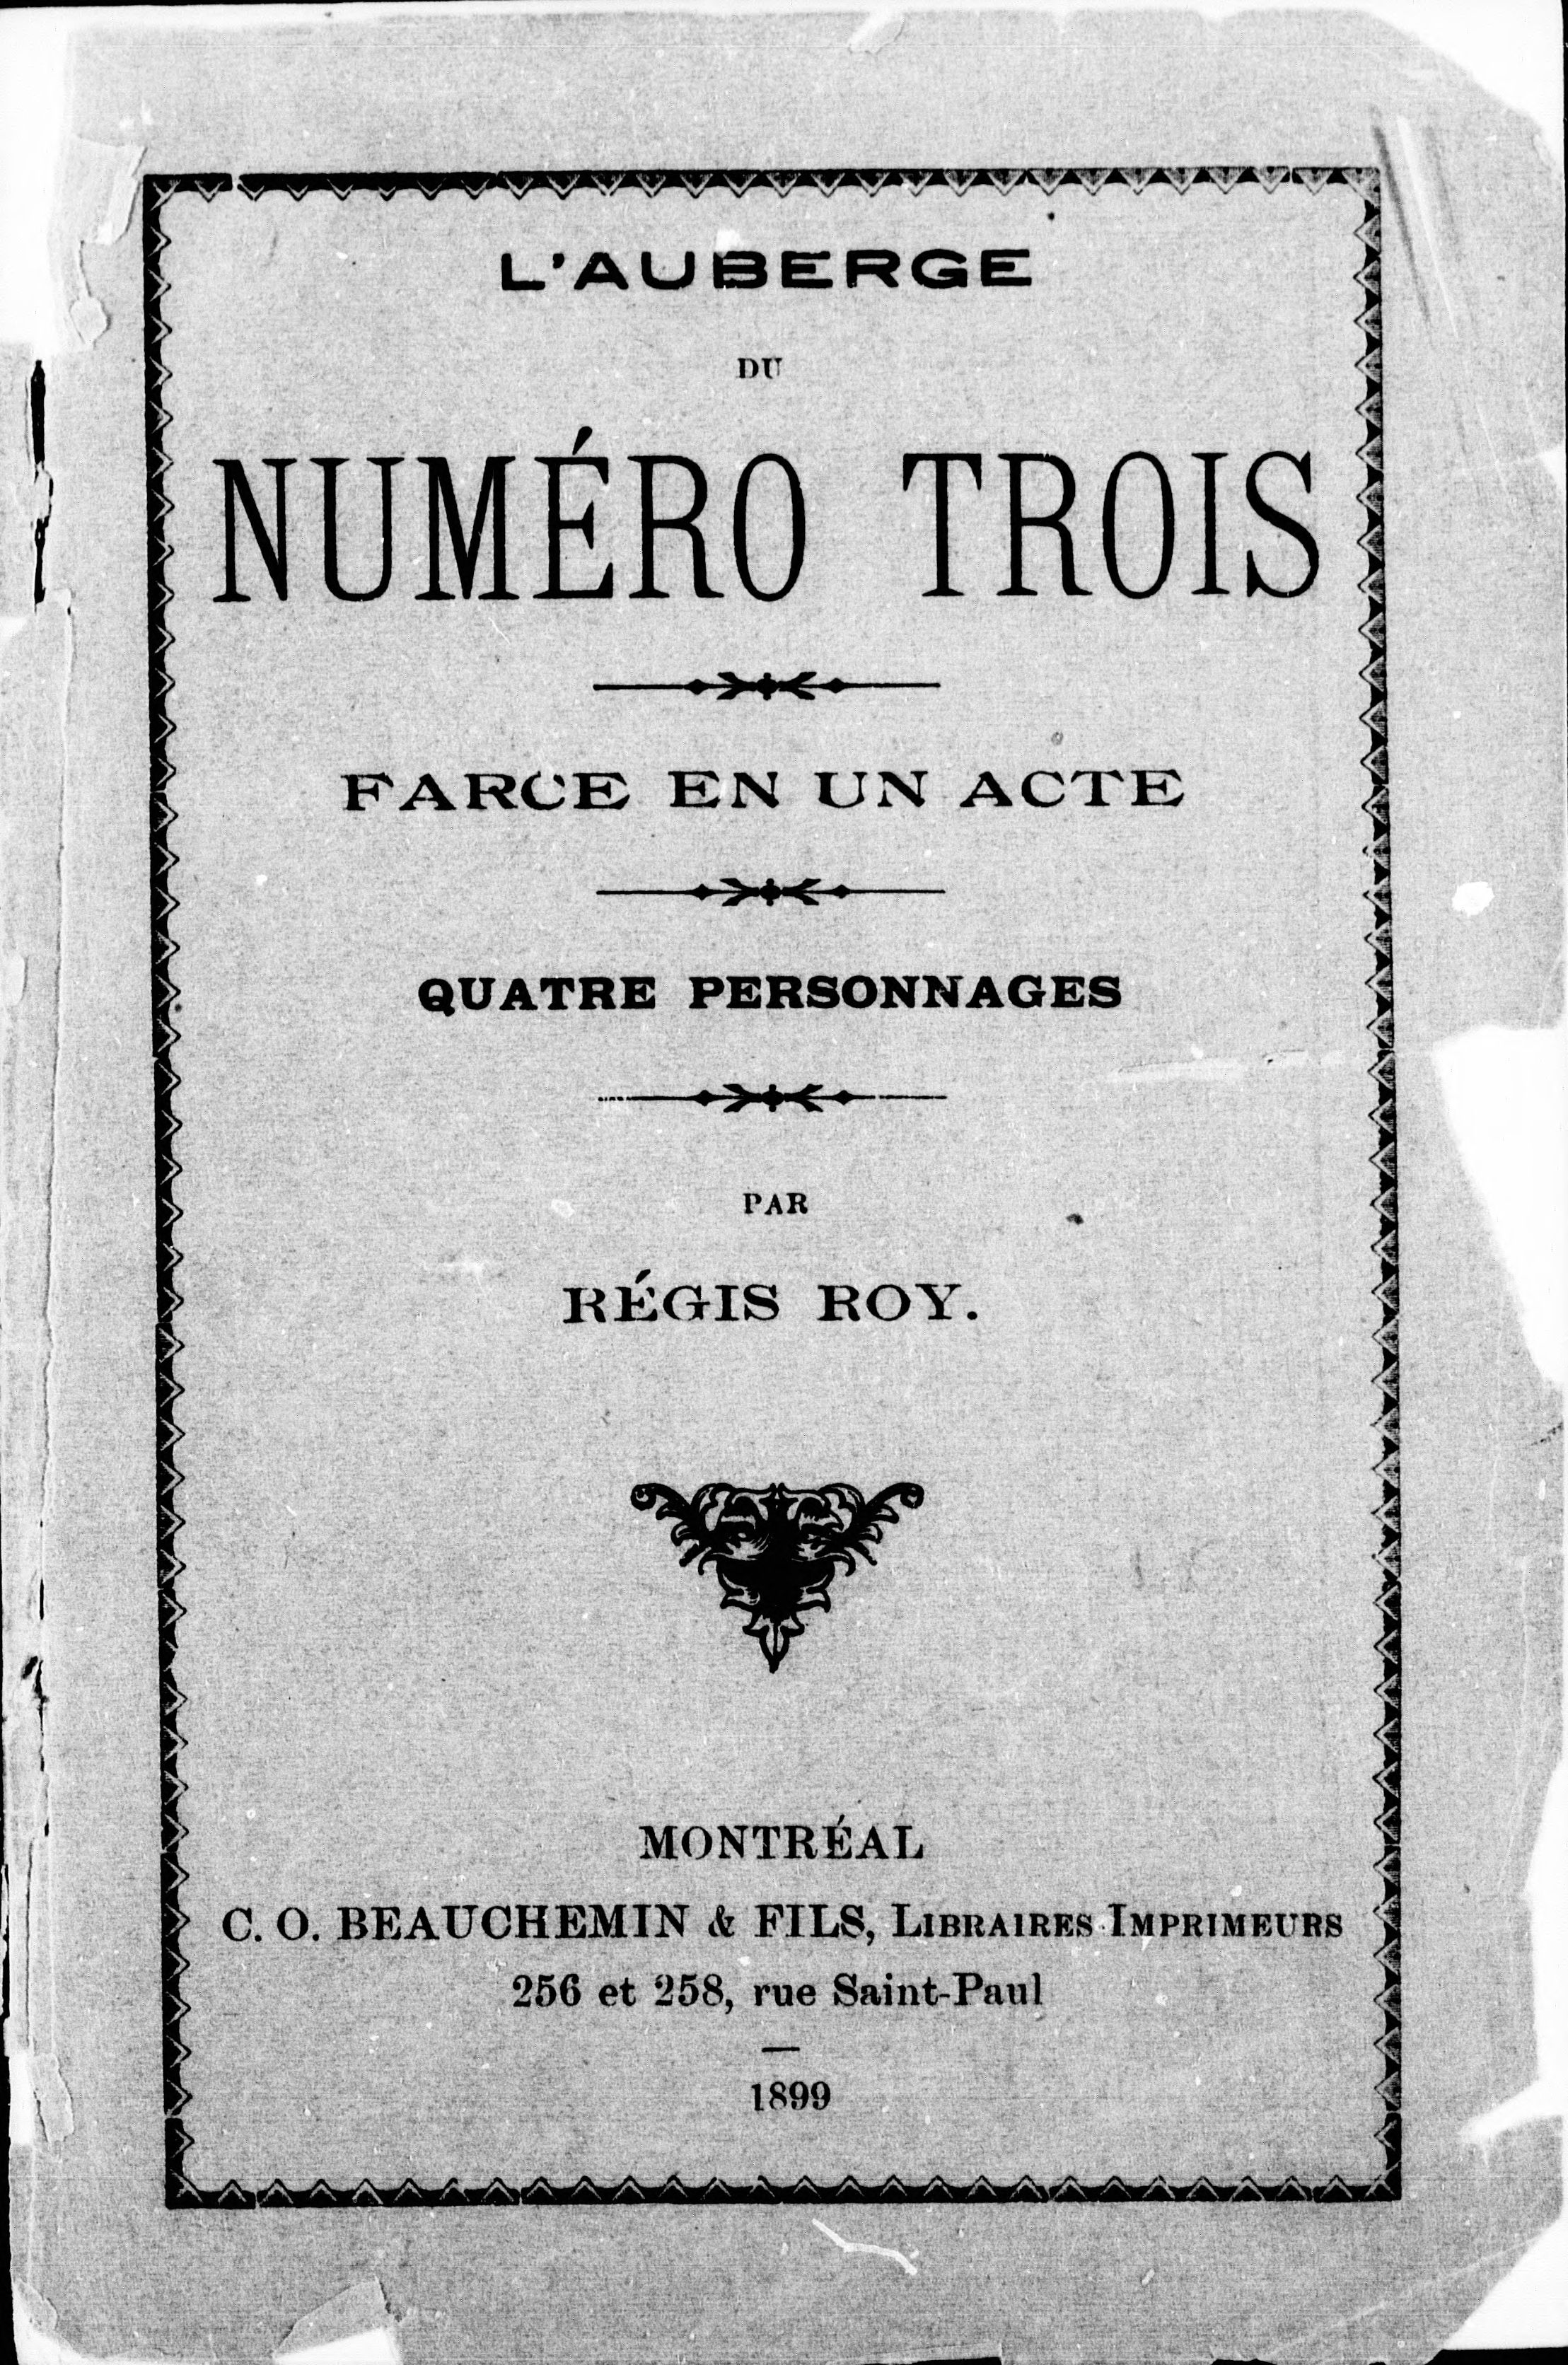 L'AUBERGE
DU
NUMÉRO TROIS
FARCE EN UN ACTE
QUATRE PERSONNAGES
PAR
RÉGIS ROY.
MONTRÉAL
C. O. BEAUCHEMIN & FILS, LIBRAIRES-IMPRIMEURS
256 et 258, rue Saint-Paul
1899